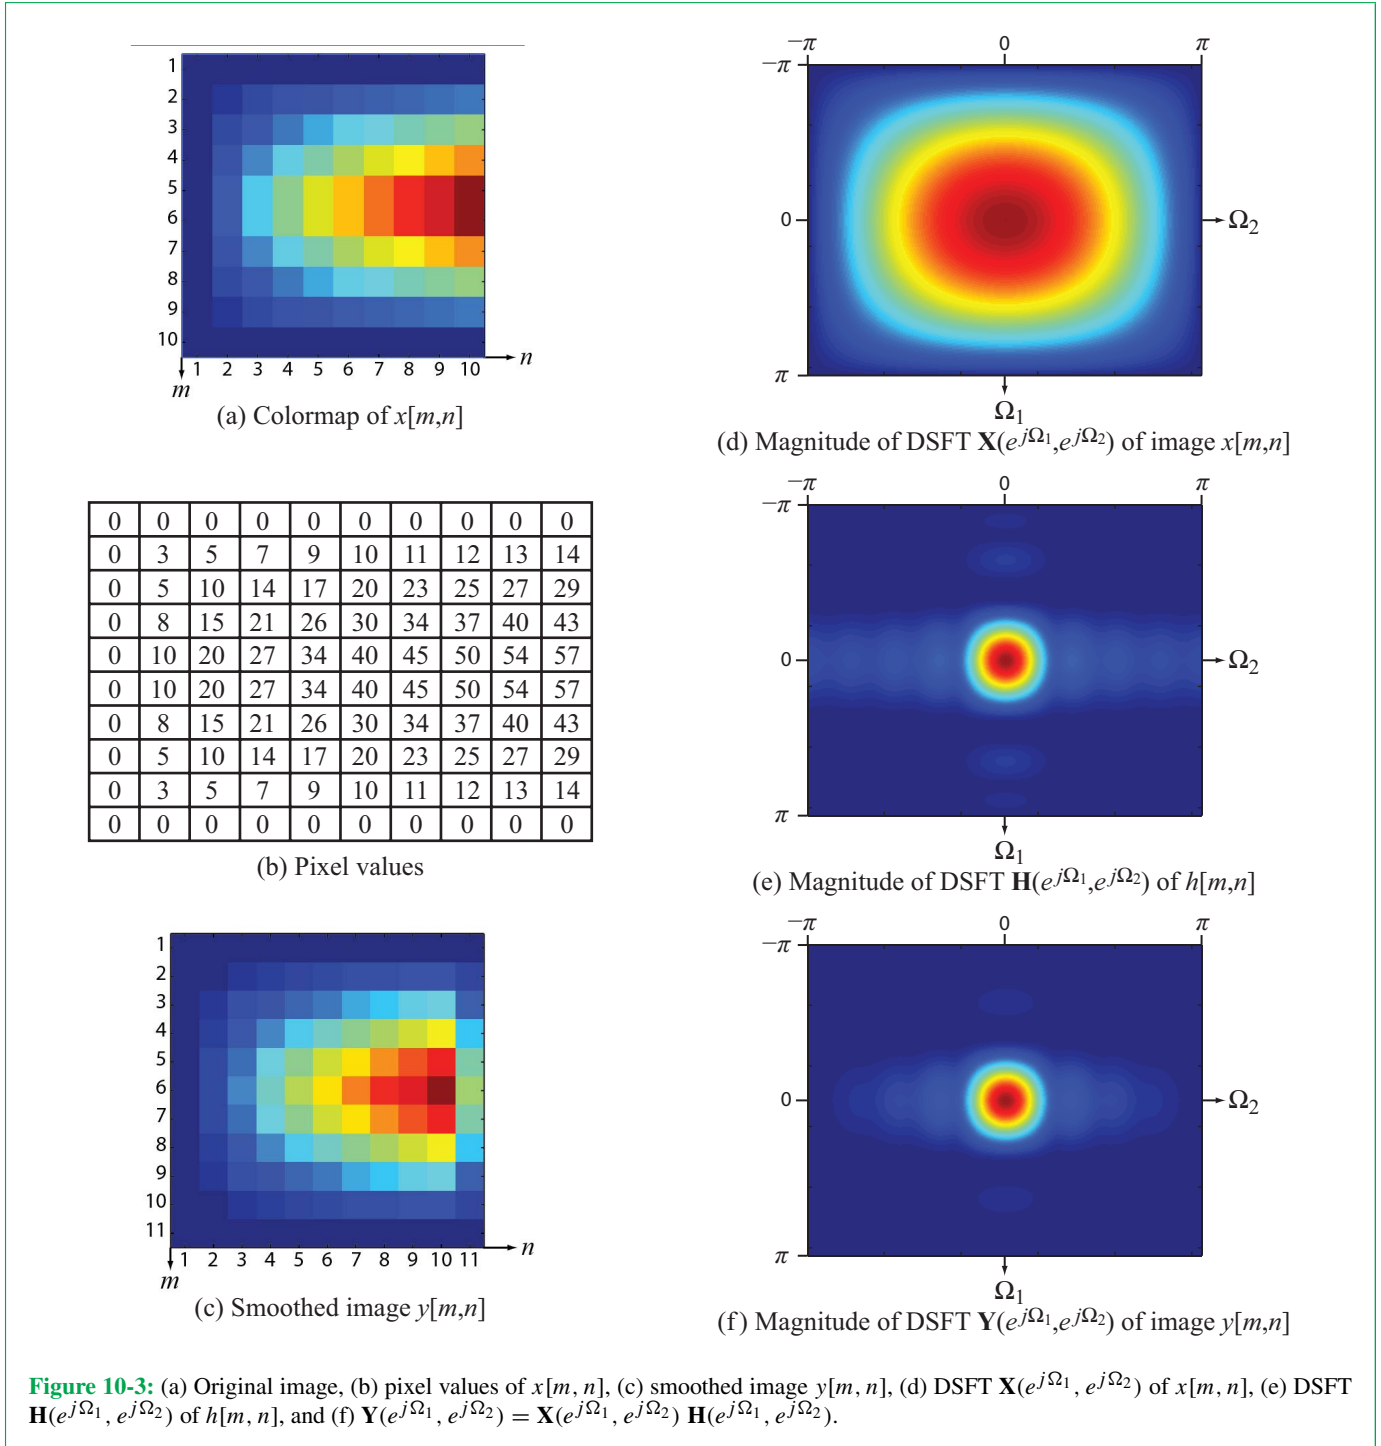 1
2
3
4
5
6
7
8
9
10
1 2 3 4 5 6 7 8 9 10 n
m
(a) Colormap of x[m,n]
0 0 0 0 0 0 0 0 0 0
0 3 5 7 9 10 11 12 13 14
0 5 10 14 17 20 23 25 27 29
0 8 15 21 26 30 34 37 40 43
0 10 20 27 34 40 45 50 54 57
0 10 20 27 34 40 45 50 54 57
0 8 15 21 26 30 34 37 40 43
0 5 10 14 17 20 23 25 27 29
0 3 5 7 9 10 11 12 13 14
0 0 0 0 0 0 0 0 0 0
(b) Pixel values
1
2
3
4
5
6
7
8
9
10
11
1 2 3 4 5 6 7 8 9 10 11 n
m
(c) Smoothed image y[m,n]
−π 0 π
−π
0 Ω2
π
Ω1
(d) Magnitude of DSFT X(e^{jΩ1},e^{jΩ2}) of image x[m,n]
−π 0 π
−π
0 Ω2
π
Ω1
(e) Magnitude of DSFT H(e^{jΩ1},e^{jΩ2}) of h[m,n]
−π 0 π
−π
0 Ω2
π
Ω1
(f) Magnitude of DSFT Y(e^{jΩ1},e^{jΩ2}) of image y[m,n]
Figure 10-3: (a) Original image, (b) pixel values of x[m, n], (c) smoothed image y[m, n], (d) DSFT X(e^{jΩ1}, e^{jΩ2}) of x[m, n], (e) DSFT
H(e^{jΩ1}, e^{jΩ2}) of h[m, n], and (f) Y(e^{jΩ1}, e^{jΩ2}) = X(e^{jΩ1}, e^{jΩ2}) H(e^{jΩ1}, e^{jΩ2}).